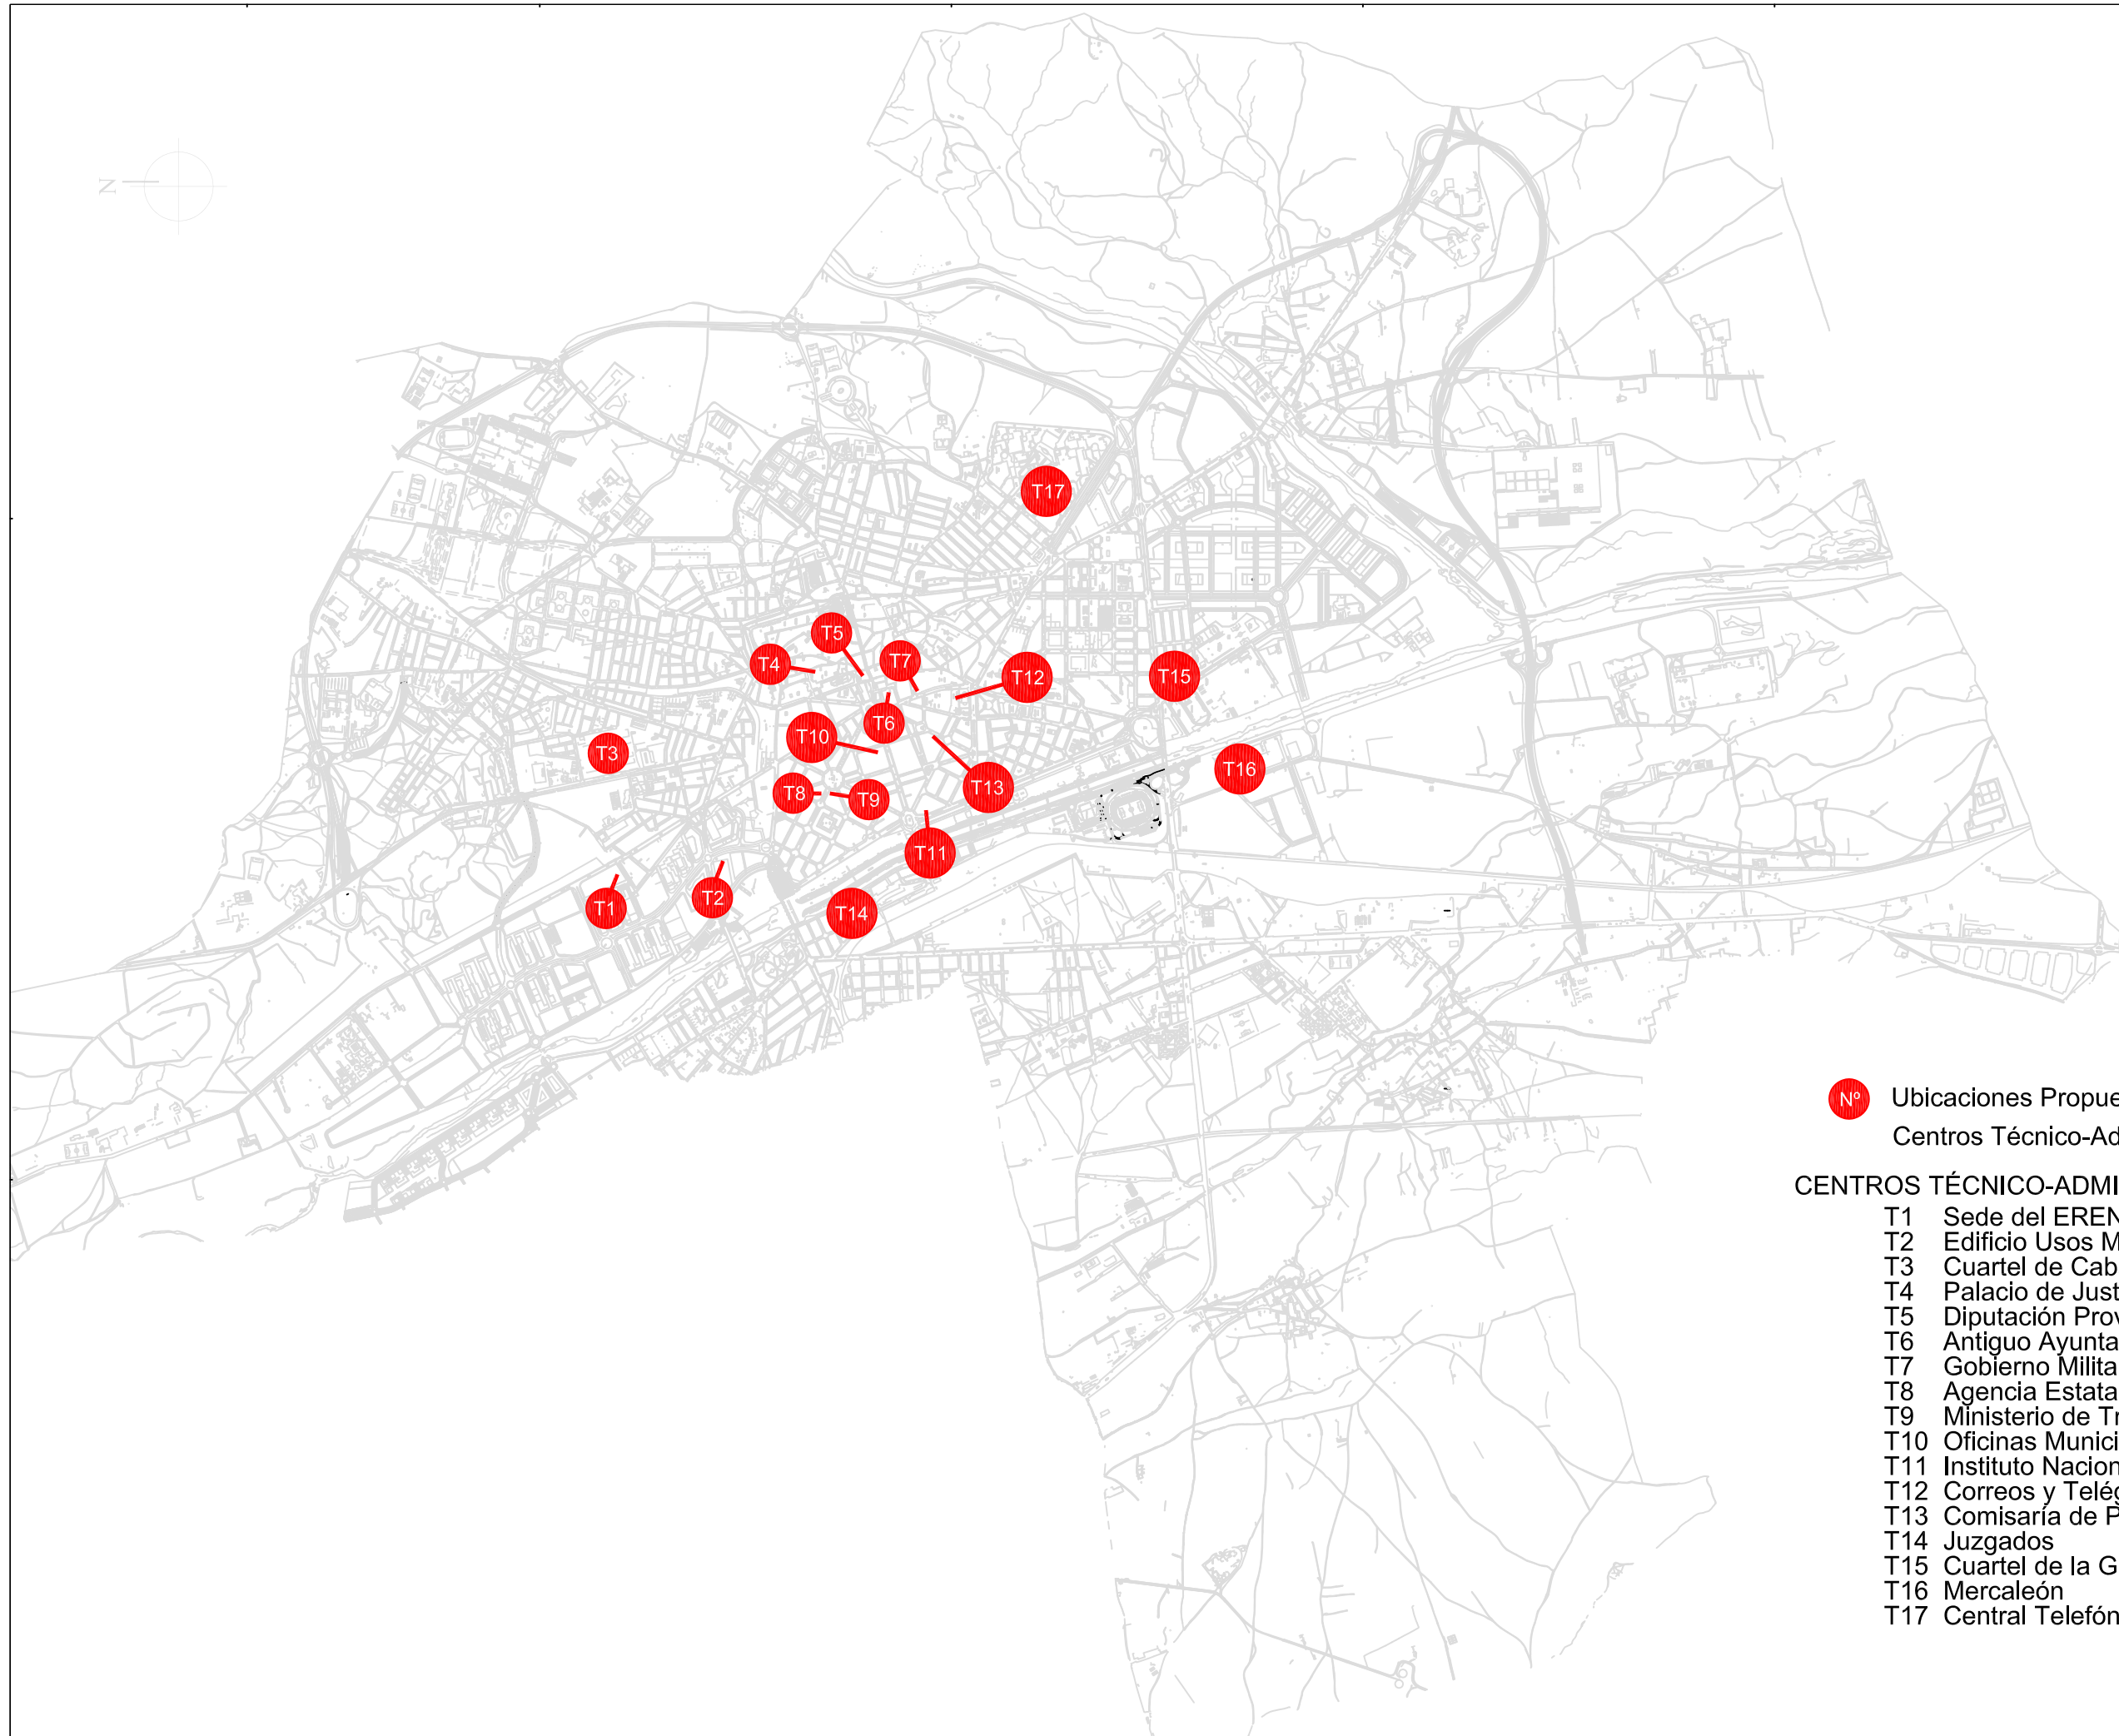 N
T17
T5
T7
T4
T12
T15
T6
T10
T3
T16
T13
T8
T9
T11
T2
T1
T14
Nº Ubicaciones Propue
Centros Técnico-Ad
CENTROS TÉCNICO-ADMI
T1 Sede del EREN
T2 Edificio Usos M
T3 Cuartel de Cab
T4 Palacio de Just
T5 Diputación Prov
T6 Antiguo Ayunta
T7 Gobierno Milita
T8 Agencia Estata
T9 Ministerio de Tr
T10 Oficinas Munici
T11 Instituto Nacion
T12 Correos y Telég
T13 Comisaría de P
T14 Juzgados
T15 Cuartel de la G
T16 Mercaleón
T17 Central Telefón